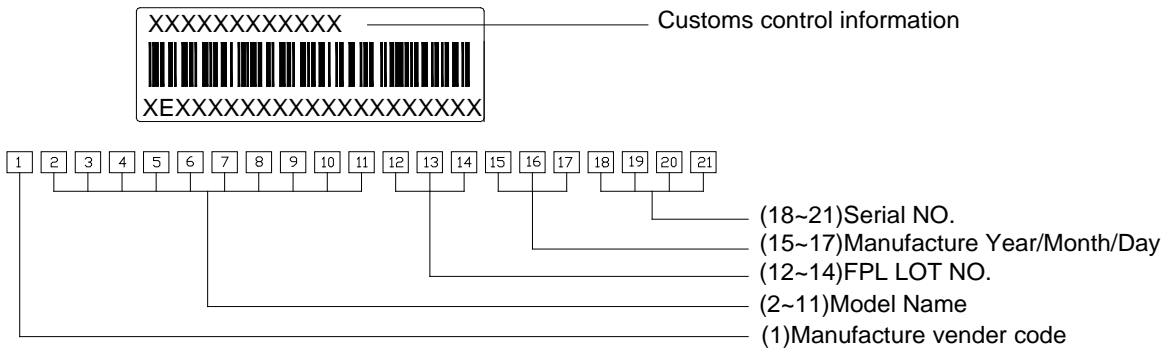 XXXXXXXXXXXX
Customs control information
XEXXXXXXXXXXXXXXXXXXX
1 2 3 4 5 6 7 8 9 10 11 12 13 14 15 16 17 18 19 20 21
(18~21)Serial NO.
(15~17)Manufacture Year/Month/Day
(12~14)FPL LOT NO.
(2~11)Model Name
(1)Manufacture vender code